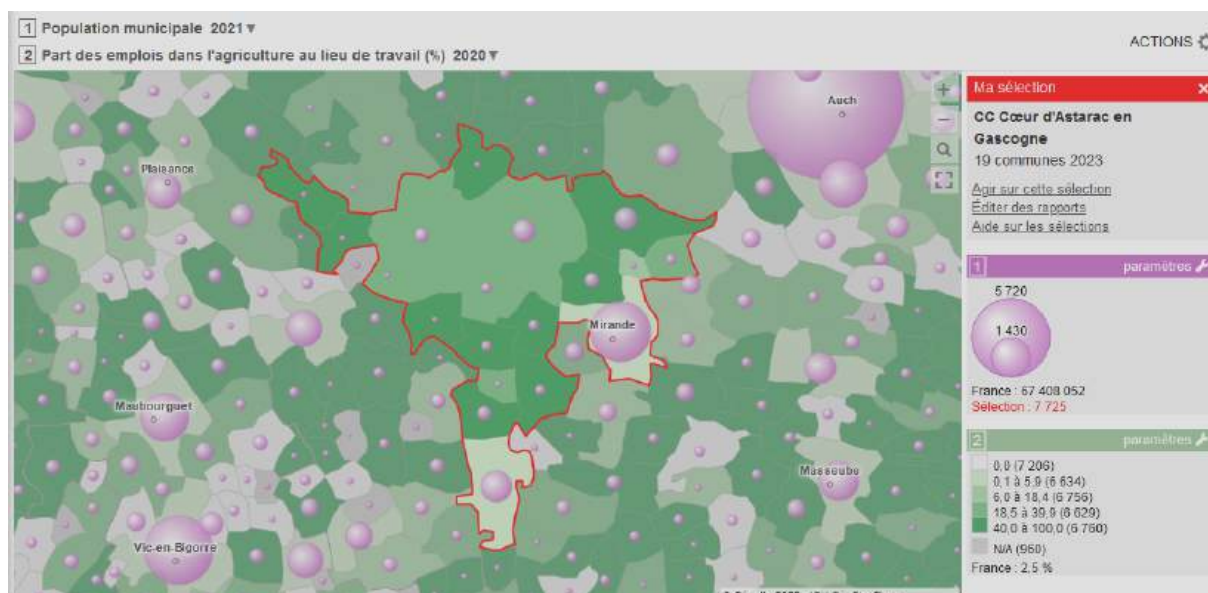 1 Population municipale 2021 ▾
2 Part des emplois dans l'agriculture au lieu de travail (%) 2020 ▾
ACTIONS
Auch
Plaisance
Mirande
Maubourguet
Masseube
Vic-en-Bigorre
Ma sélection
CC Cœur d'Astarac en
Gascogne
19 communes 2023
Agir sur cette sélection
Éditer des rapports
Aide sur les sélections
1 paramètres
5 720
1 430
France : 67 408 052
Sélection : 7 725
2 paramètres
0,0 (7 206)
0,1 à 5,9 (6 634)
6,0 à 18,4 (6 756)
18,5 à 39,9 (6 629)
40,0 à 100,0 (6 760)
N/A (960)
France : 2,5 %